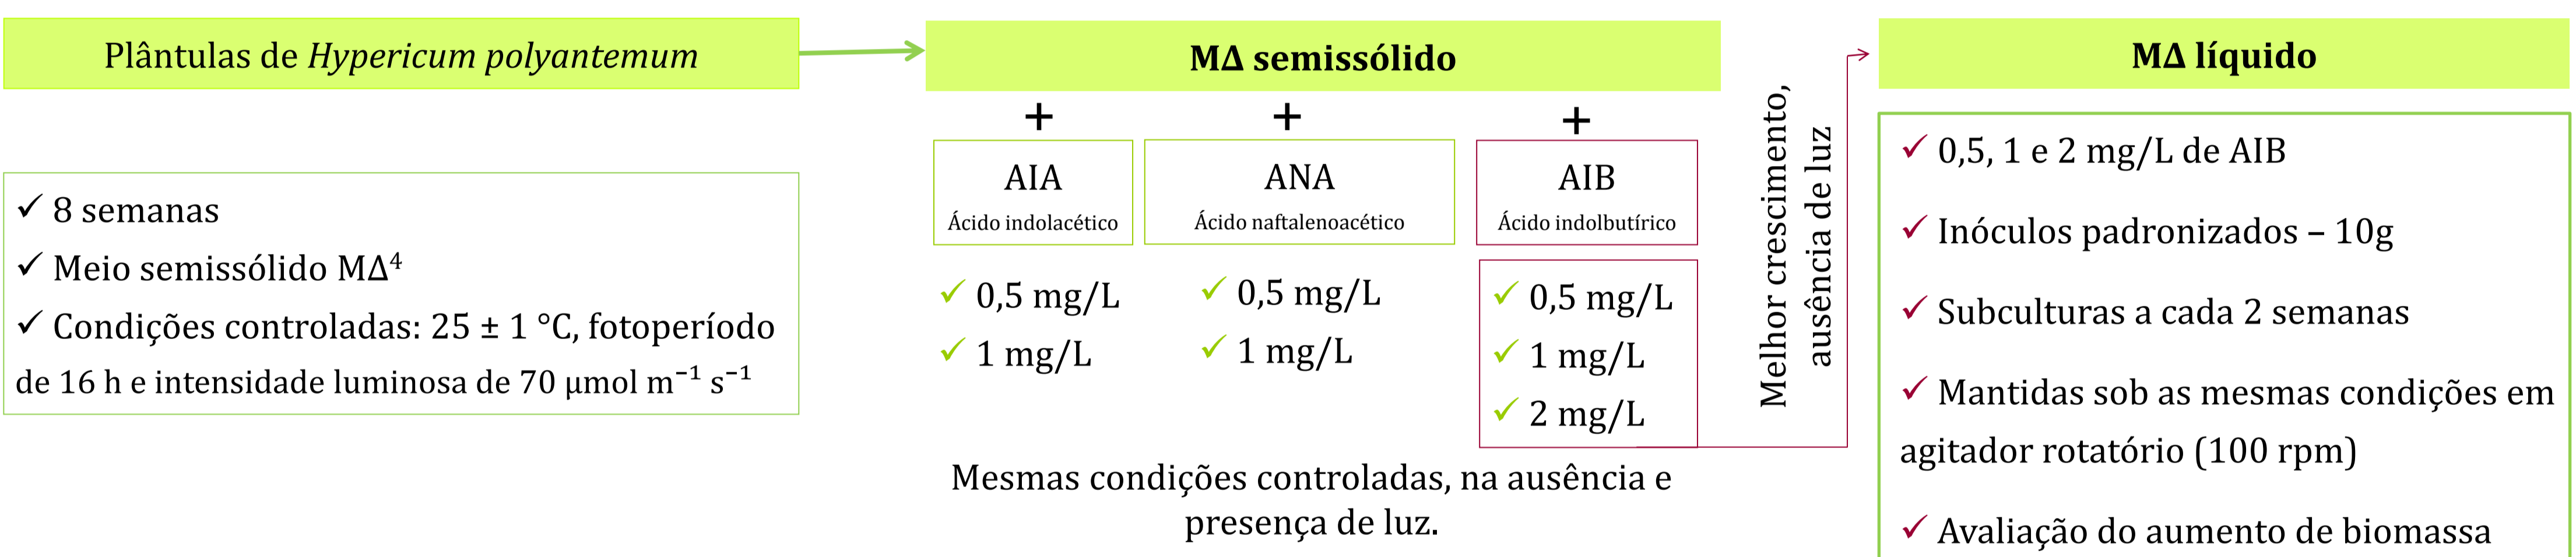 Plântulas de Hypericum polyantemum
✓ 8 semanas
✓ Meio semissólido MΔ⁴
✓ Condições controladas: 25 ± 1 °C, fotoperíodo
de 16 h e intensidade luminosa de 70 μmol m⁻¹ s⁻¹
MΔ semissólido
+ + +
AIA
Ácido indolacético
✓ 0,5 mg/L
✓ 1 mg/L
ANA
Ácido naftalenoacético
✓ 0,5 mg/L
✓ 1 mg/L
AIB
Ácido indolbutírico
✓ 0,5 mg/L
✓ 1 mg/L
✓ 2 mg/L
Mesmas condições controladas, na ausência e
presença de luz.
Melhor crescimento,
ausência de luz
MΔ líquido
✓ 0,5, 1 e 2 mg/L de AIB
✓ Inóculos padronizados – 10g
✓ Subculturas a cada 2 semanas
✓ Mantidas sob as mesmas condições em
agitador rotatório (100 rpm)
✓ Avaliação do aumento de biomassa